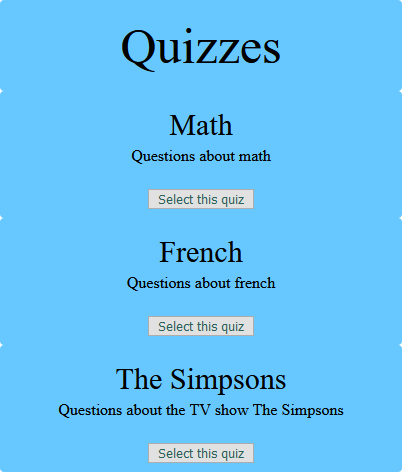 Quizzes
Math
Questions about math
Select this quiz
French
Questions about french
Select this quiz
The Simpsons
Questions about the TV show The Simpsons
Select this quiz